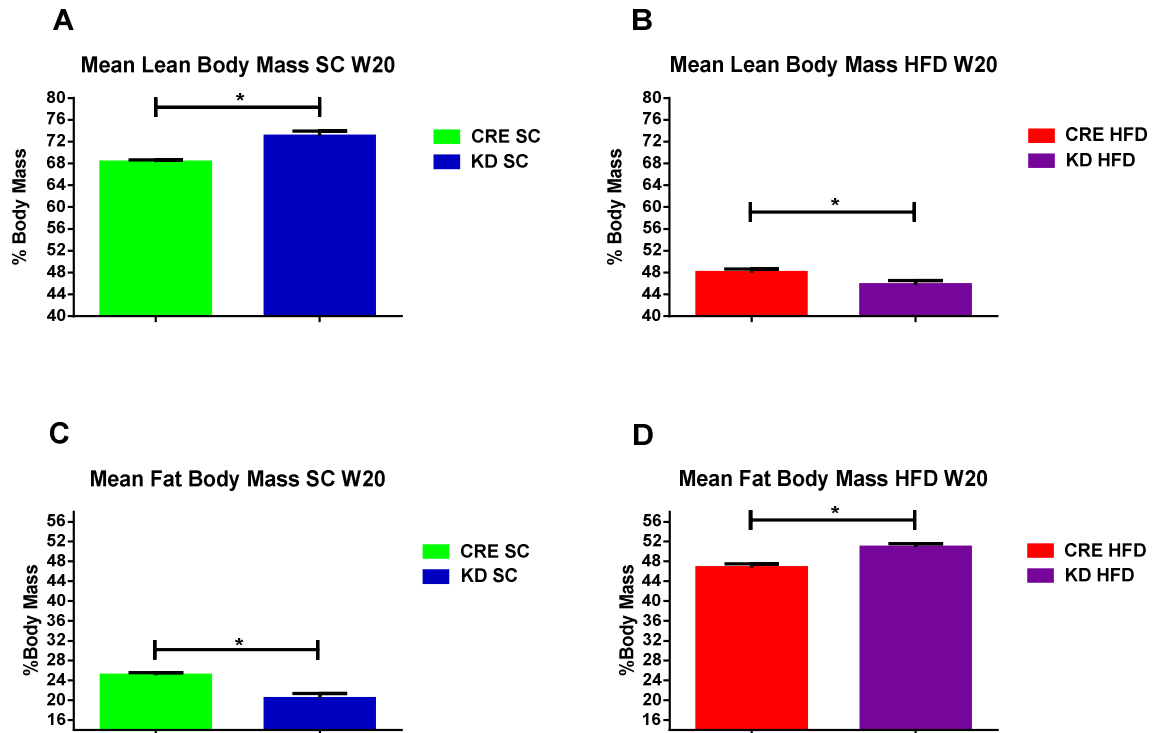 A
Mean Lean Body Mass SC W20
% Body Mass
80
76
72
68
64
60
56
52
48
44
40
*
CRE SC
KD SC
B
Mean Lean Body Mass HFD W20
% Body Mass
80
76
72
68
64
60
56
52
48
44
40
*
CRE HFD
KD HFD
C
Mean Fat Body Mass SC W20
%Body Mass
56
52
48
44
40
36
32
28
24
20
16
*
CRE SC
KD SC
D
Mean Fat Body Mass HFD W20
%Body Mass
56
52
48
44
40
36
32
28
24
20
16
*
CRE HFD
KD HFD